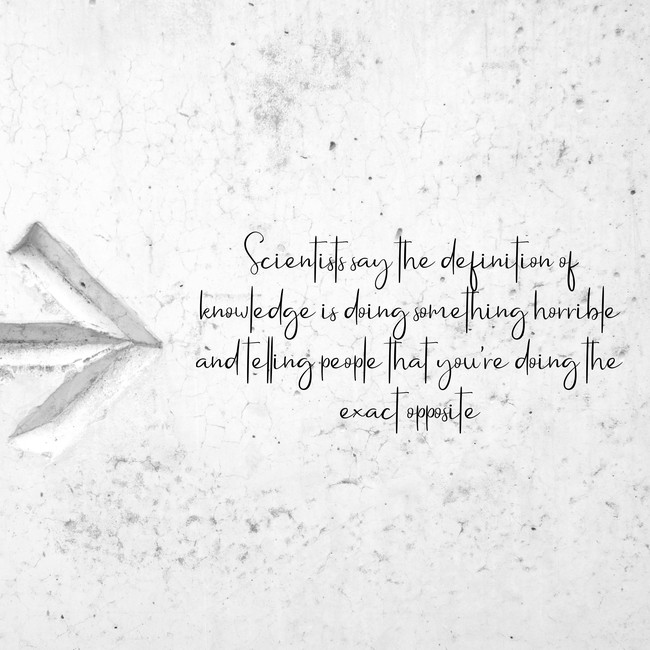 Scientists say the definition of
knowledge is doing something horrible
and telling people that you're doing the
exact opposite